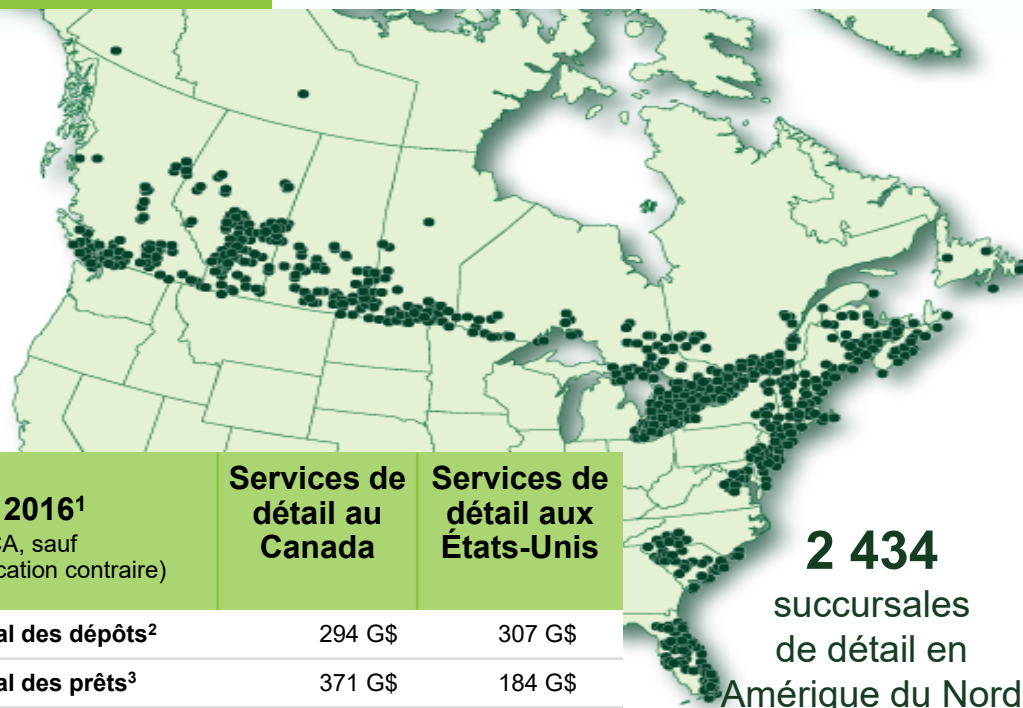 2016¹
CA, sauf
cation contraire)
Services de
détail au
Canada
Services de
détail aux
États-Unis
al des dépôts² 294 G$ 307 G$
al des prêts³ 371 G$ 184 G$
2 434
succursales
de détail en
Amérique du Nord